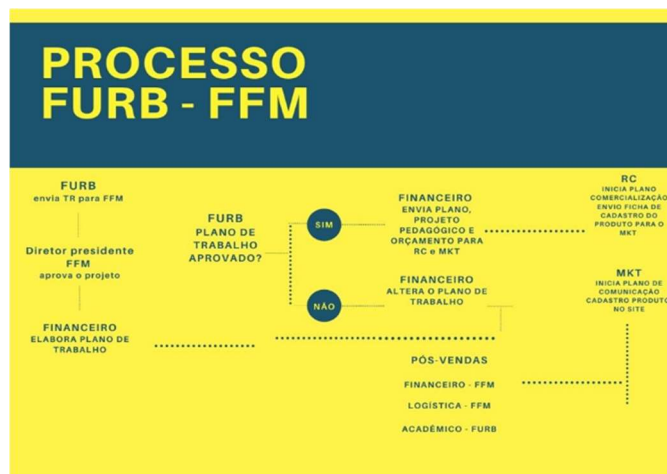 PROCESSO
FURB - FFM
FURB
envia TR para FFM
Diretor presidente
FFM
aprova o projeto
FINANCEIRO
ELABORA PLANO DE
TRABALHO
FURB
PLANO DE
TRABALHO
APROVADO?
SIM
NÃO
FINANCEIRO
ENVIA PLANO,
PROJETO
PEDAGÓGICO E
ORÇAMENTO PARA
RC e MKT
FINANCEIRO
ALTERA O PLANO DE
TRABALHO
RC
INICIA PLANO
COMERCIALIZAÇÃO
ENVIO FICHA DE
CADASTRO DO
PRODUTO PARA O
MKT
MKT
INICIA PLANO DE
COMUNICAÇÃO
CADASTRO PRODUTO
NO SITE
PÓS-VENDAS
FINANCEIRO - FFM
LOGÍSTICA - FFM
ACADÊMICO - FURB